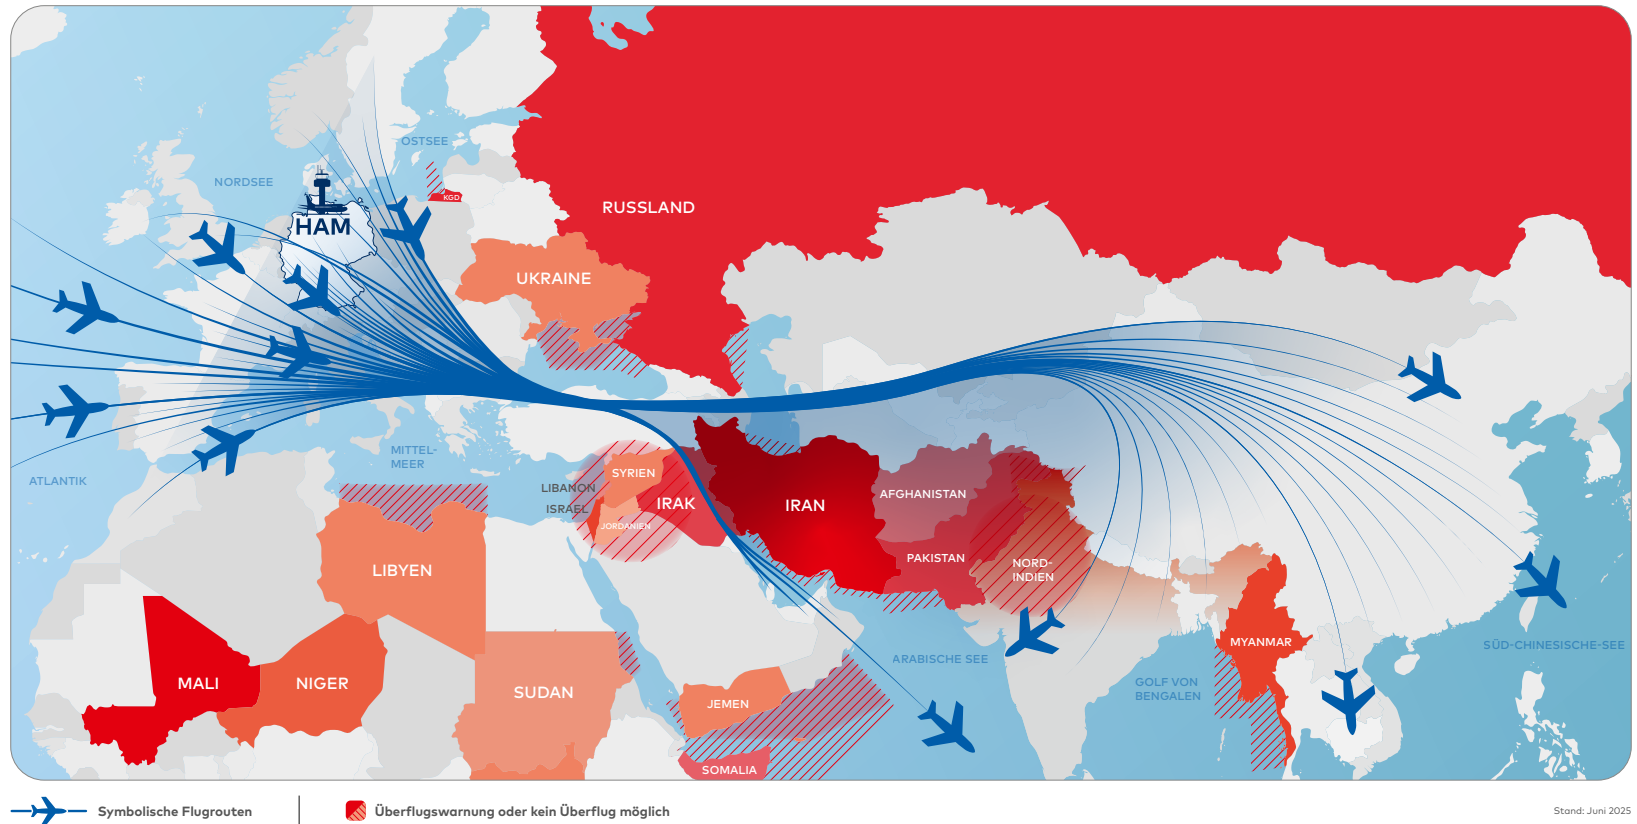 OSTSEE
NORDSEE
KGD
HAM
RUSSLAND
UKRAINE
MITTEL-
MEER
ATLANTIK
SYRIEN
LIBANON
IRAK
ISRAEL
JORDANIEN
IRAN
AFGHANISTAN
PAKISTAN
NORD-
INDIEN
LIBYEN
MYANMAR
SÜD-CHINESISCHE-SEE
ARABISCHE SEE
GOLF VON
BENGALEN
MALI
NIGER
SUDAN
JEMEN
SOMALIA
Symbolische Flugrouten
Überflugswarnung oder kein Überflug möglich
Stand: Juni 2025